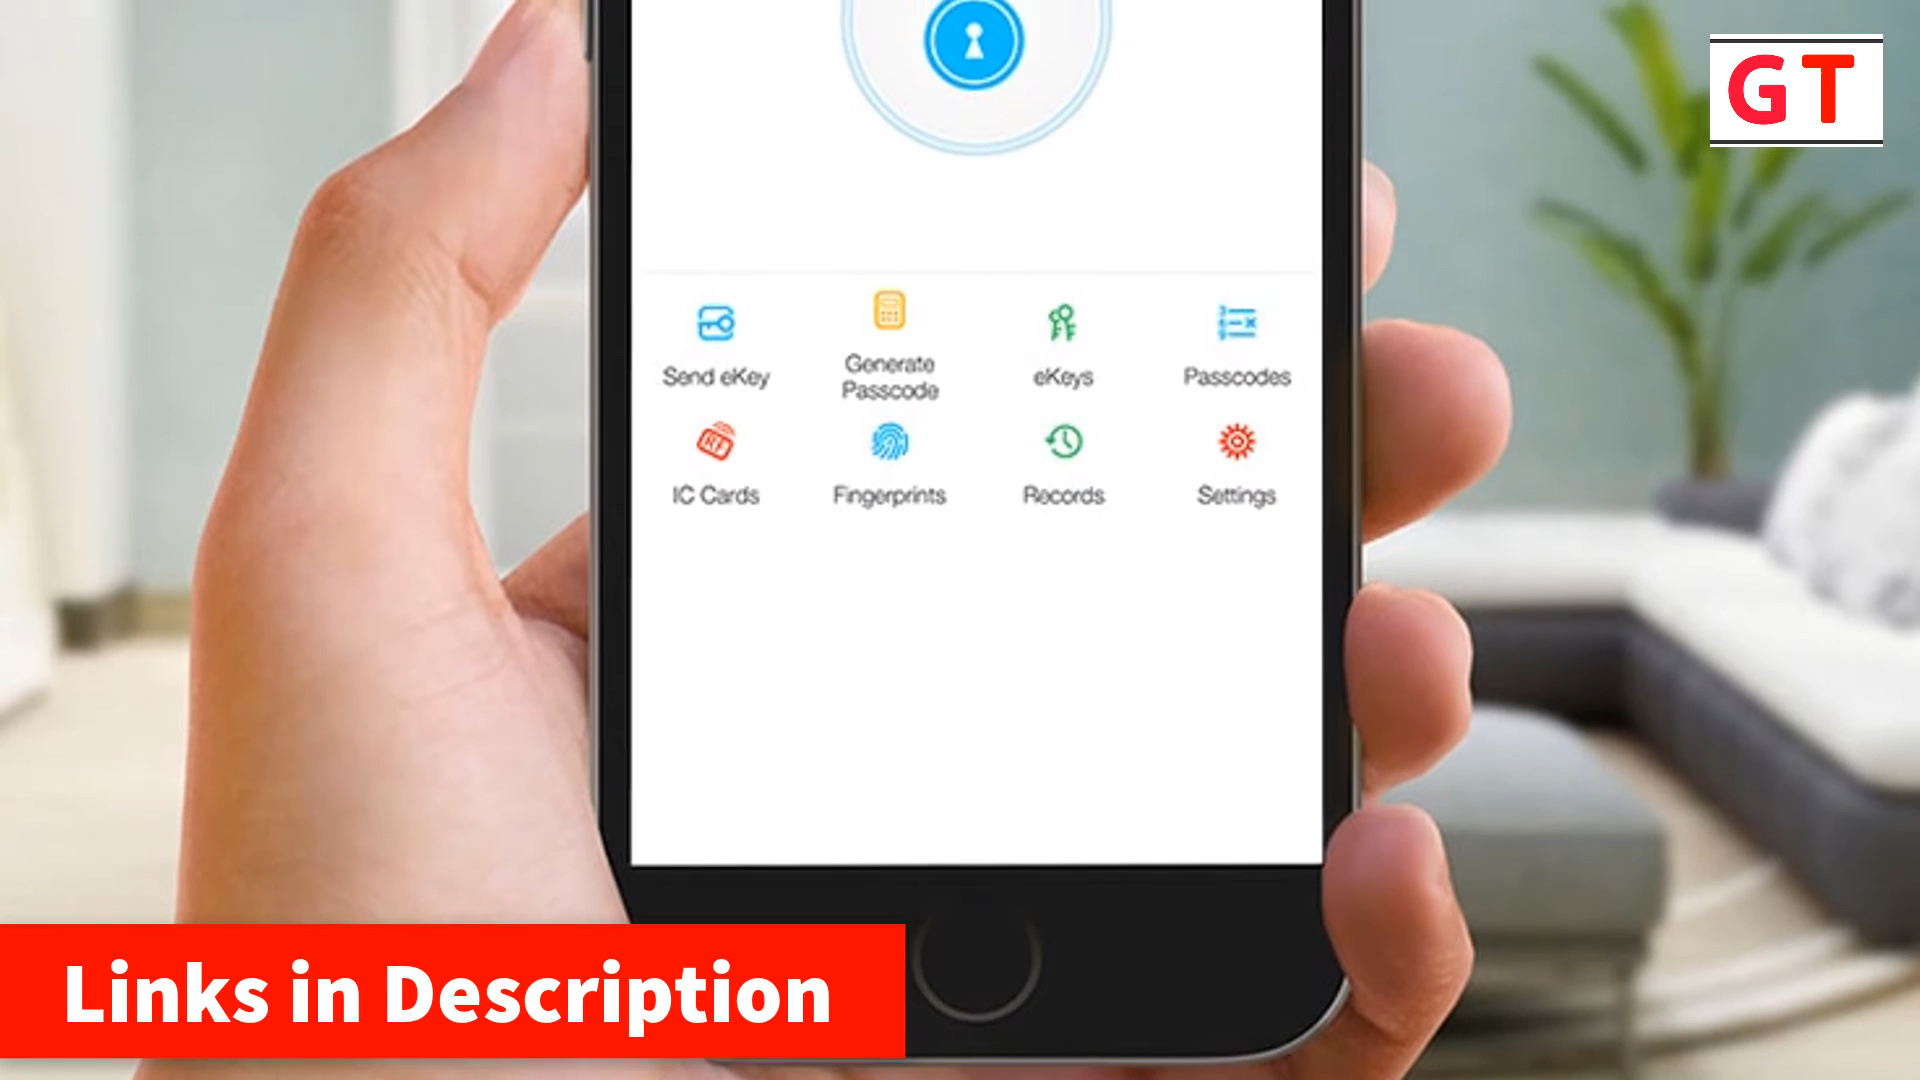 GT
Send eKey
Generate
Passcode
eKeys
Passcodes
IC Cards
Fingerprints
Records
Settings
Links in Description